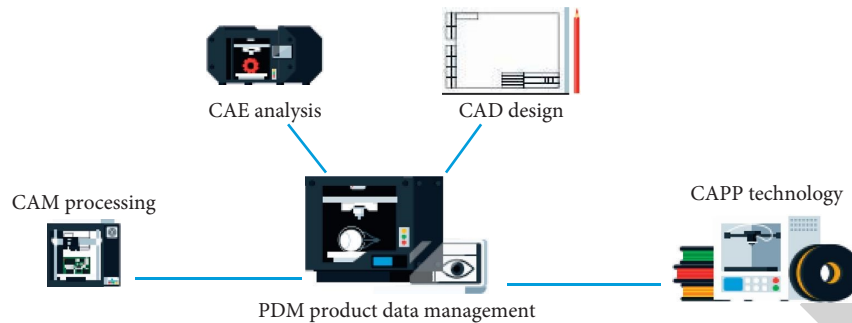 CAE analysis
CAD design
CAM processing
CAPP technology
PDM product data management